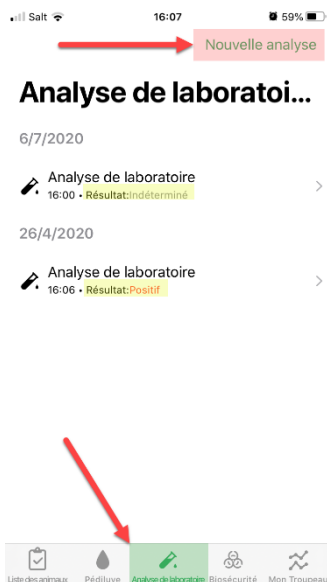 Salt 16:07 59%
Nouvelle analyse
Analyse de laboratoi...
6/7/2020
Analyse de laboratoire
16:00 • Résultat:Indéterminé
26/4/2020
Analyse de laboratoire
16:06 • Résultat:Positif
Liste des animaux Pédiluve Analyse de laboratoire Biosécurité Mon Troupeau